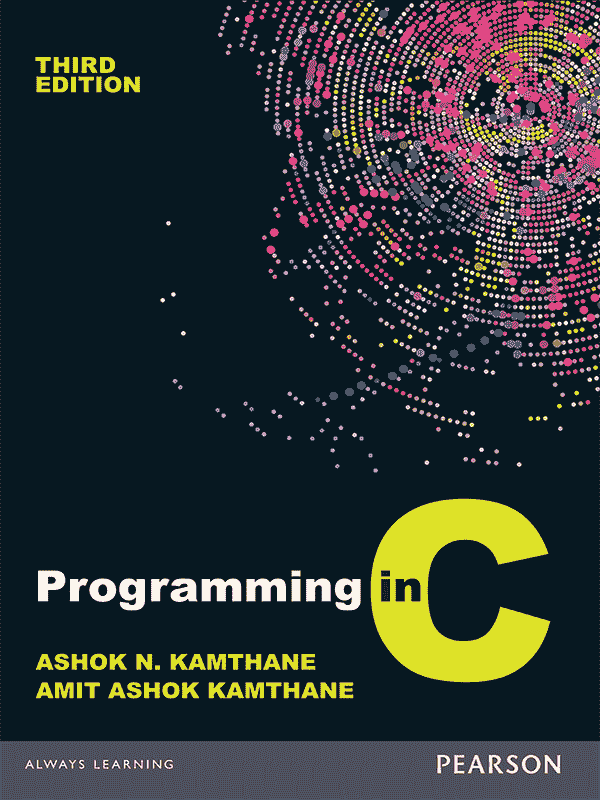 THIRD
EDITION
Programming in C
ASHOK N. KAMTHANE
AMIT ASHOK KAMTHANE
ALWAYS LEARNING
PEARSON